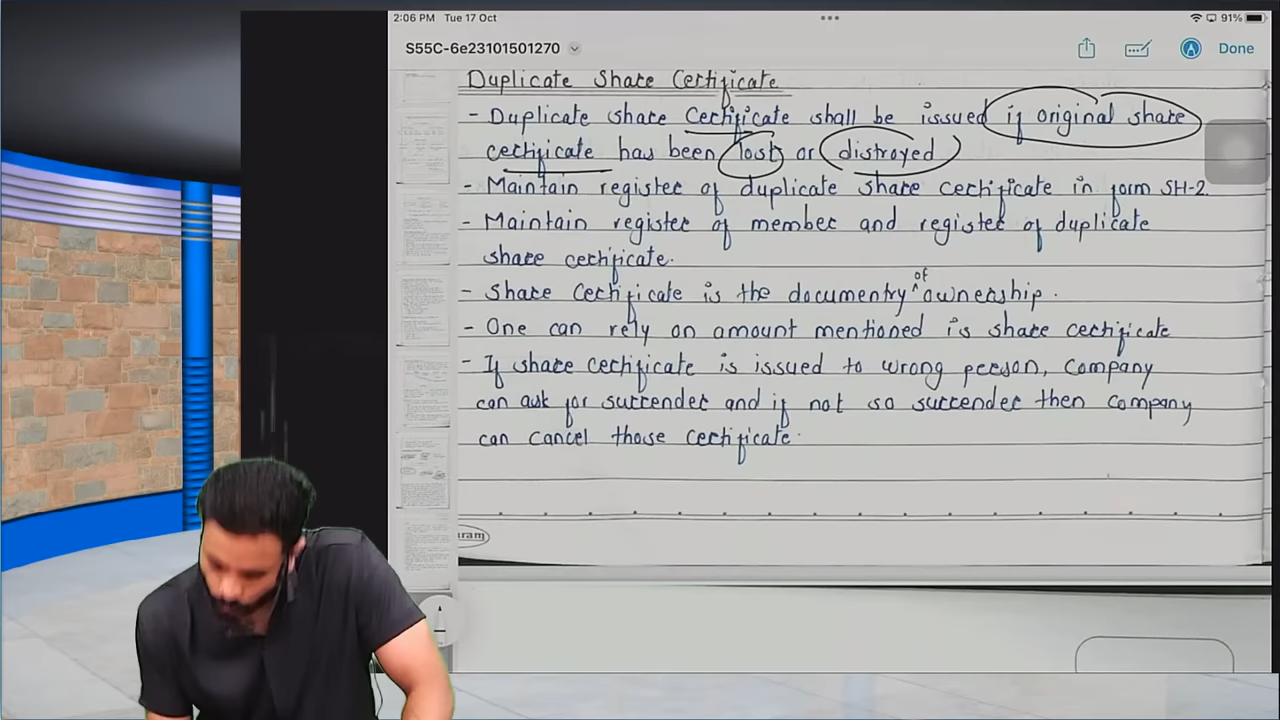 2:06 PM Tue 17 Oct
91%
S55C-6e23101501270
Done
Duplicate Share Certificate
- Duplicate share Certificate shall be issued if original share
certificate has been lost or distroyed
- Maintain register of duplicate share certificate in form SH-2.
- Maintain register of member and register of duplicate
share certificate.
- Share Certificate is the documentry of ownership.
- One can rely on amount mentioned is share certificate
- If share certificate is issued to wrong person, Company
can ask for surrender and if not so surrender then company
can cancel those certificate.